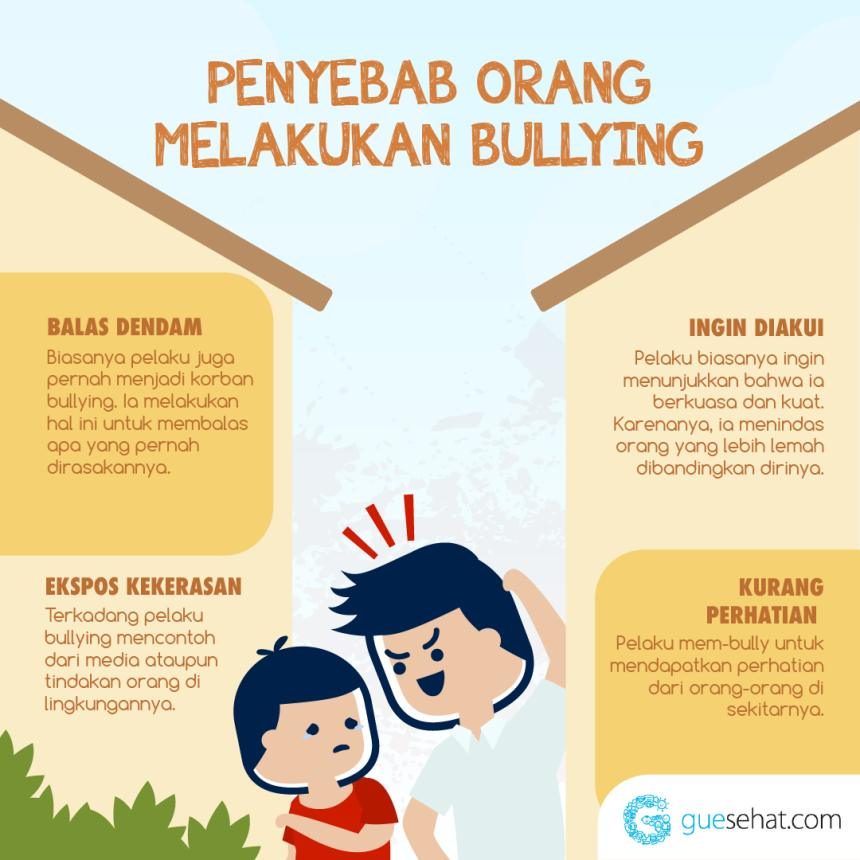 PENYEBAB ORANG
MELAKUKAN BULLYING
BALAS DENDAM
Biasanya pelaku juga
pernah menjadi korban
bullying. Ia melakukan
hal ini untuk membalas
apa yang pernah
dirasakannya.
EKSPOS KEKERASAN
Terkadang pelaku
bullying mencontoh
dari media ataupun
tindakan orang di
lingkungannya.
INGIN DIAKUI
Pelaku biasanya ingin
menunjukkan bahwa ia
berkuasa dan kuat.
Karenanya, ia menindas
orang yang lebih lemah
dibandingkan dirinya.
KURANG
PERHATIAN
Pelaku mem-bully untuk
mendapatkan perhatian
dari orang-orang di
sekitarnya.
guesehat.com